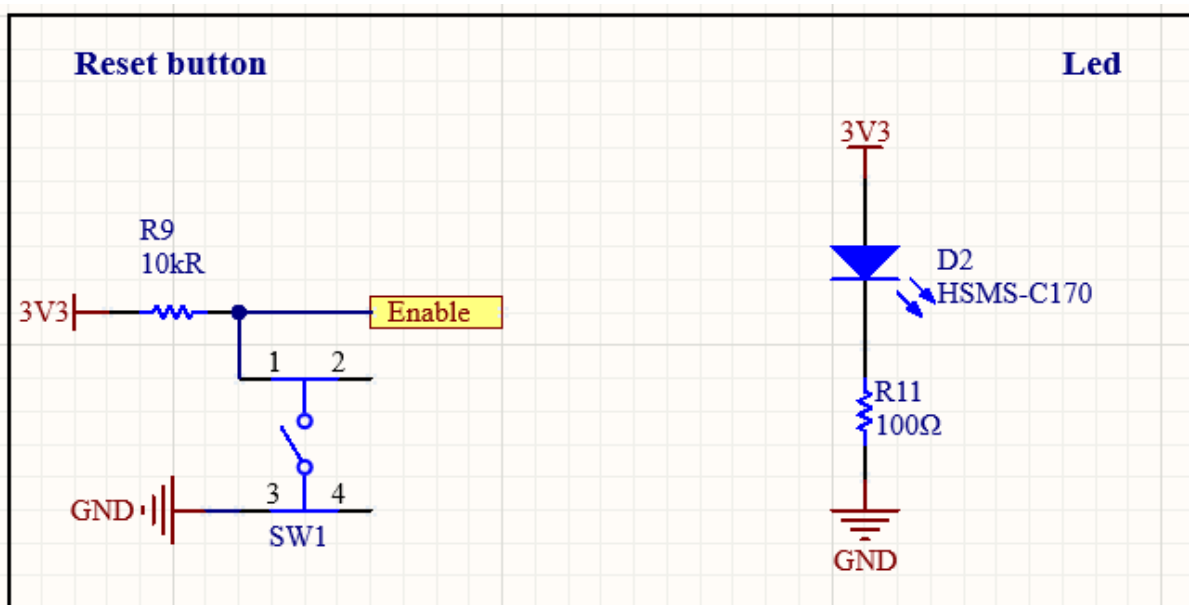 Reset button
Led
3V3
R9
10kR
3V3
Enable
D2
HSMS-C170
1 2
R11
100Ω
3 4
GND
SW1
GND